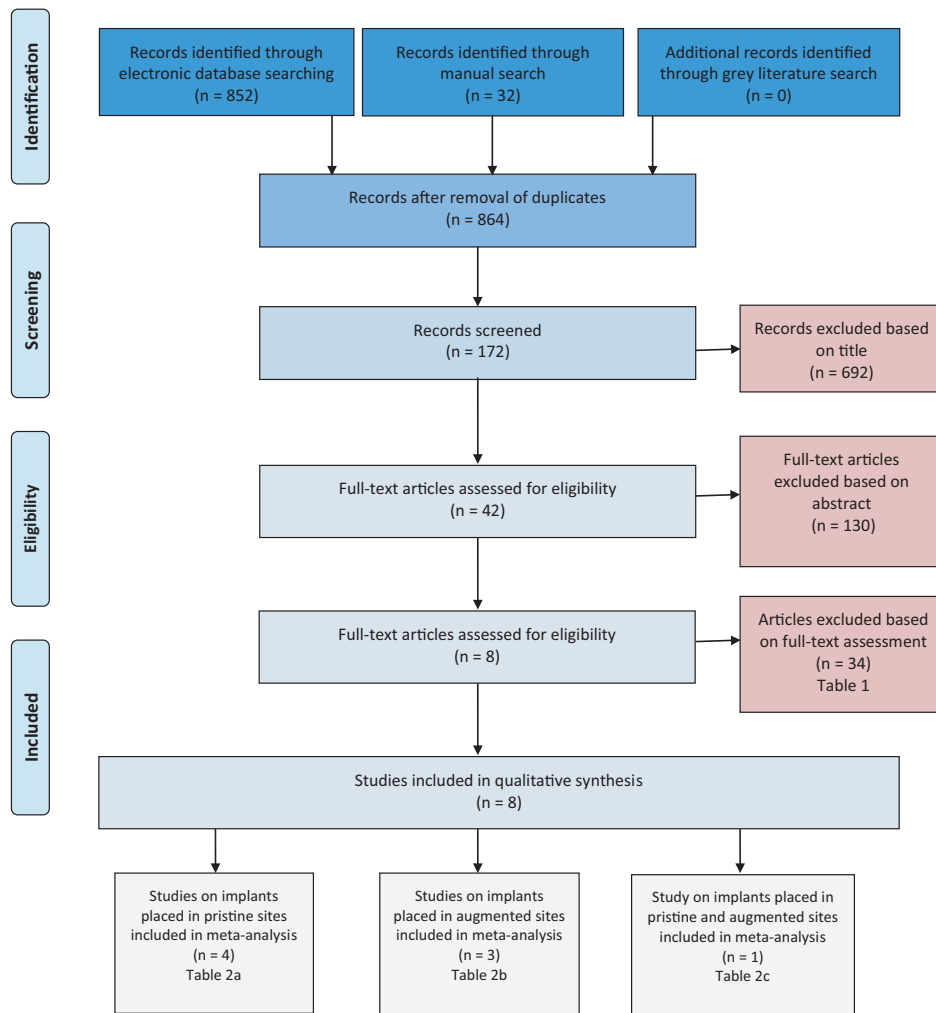 Identification
Records identified through
electronic database searching
(n = 852)
Records identified through
manual search
(n = 32)
Additional records identified
through grey literature search
(n = 0)
Records after removal of duplicates
(n = 864)
Screening
Records screened
(n = 172)
Records excluded based
on title
(n = 692)
Eligibility
Full-text articles assessed for eligibility
(n = 42)
Full-text articles
excluded based on
abstract
(n = 130)
Full-text articles assessed for eligibility
(n = 8)
Articles excluded based
on full-text assessment
(n = 34)
Table 1
Included
Studies included in qualitative synthesis
(n = 8)
Studies on implants
placed in pristine sites
included in meta-analysis
(n = 4)
Table 2a
Studies on implants
placed in augmented sites
included in meta-analysis
(n = 3)
Table 2b
Study on implants placed in
pristine and augmented sites
included in meta-analysis
(n = 1)
Table 2c